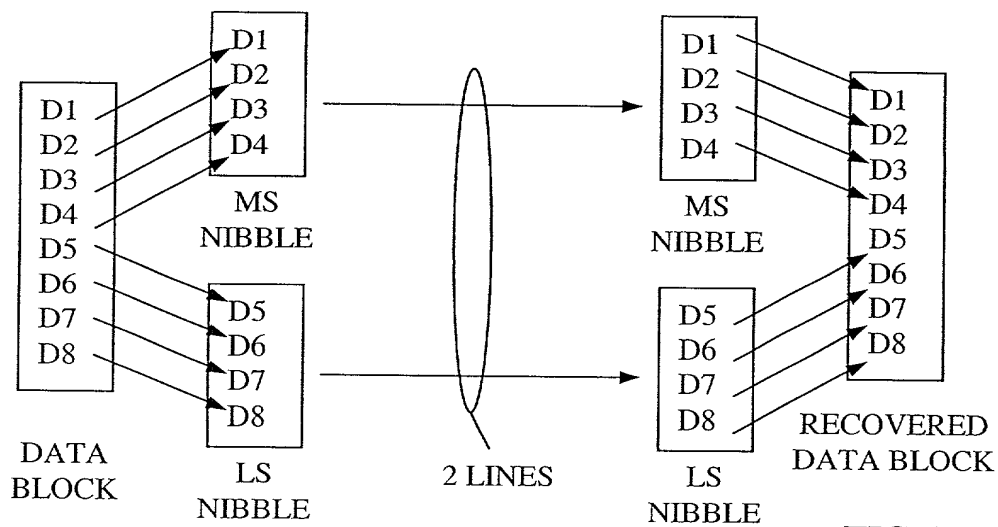 D1
D2
D3
D4
D5
D6
D7
D8
DATA
BLOCK
D1
D2
D3
D4
MS
NIBBLE
D5
D6
D7
D8
LS
NIBBLE
2 LINES
D1
D2
D3
D4
MS
NIBBLE
D5
D6
D7
D8
LS
NIBBLE
D1
D2
D3
D4
D5
D6
D7
D8
RECOVERED
DATA BLOCK